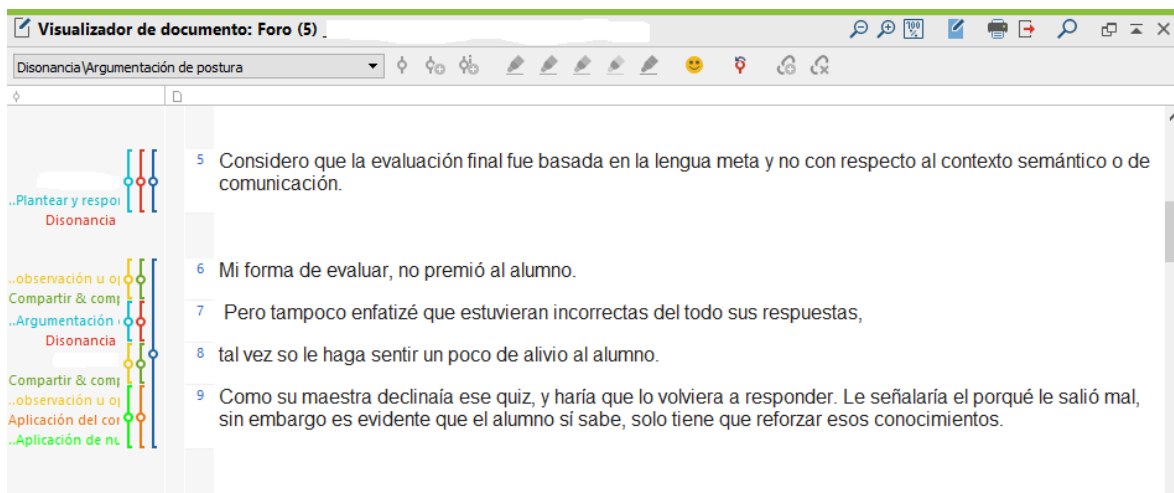 Visualizador de documento: Foro (5)
100 %
Disonancia\Argumentación de postura
5 Considero que la evaluación final fue basada en la lengua meta y no con respecto al contexto semántico o de
comunicación.
..Plantear y respo
Disonancia
6 Mi forma de evaluar, no premió al alumno.
..observación u o
Compartir & comp
7 Pero tampoco enfatizé que estuvieran incorrectas del todo sus respuestas,
..Argumentación
Disonancia
8 tal vez so le haga sentir un poco de alivio al alumno.
Compartir & comp
9 Como su maestra declinaía ese quiz, y haría que lo volviera a responder. Le señalaría el porqué le salió mal,
..observación u o
sin embargo es evidente que el alumno sí sabe, solo tiene que reforzar esos conocimientos.
Aplicación del cor
..Aplicación de nu